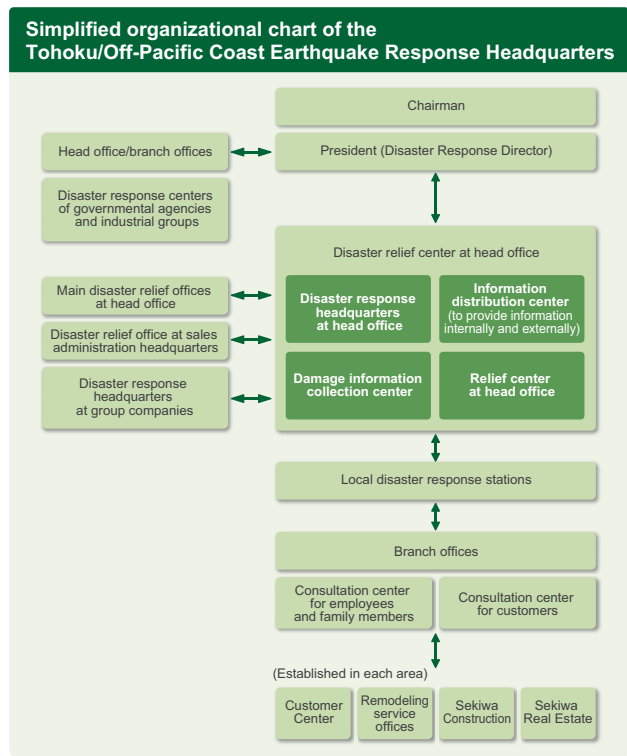 Simplified organizational chart of the
Tohoku/Off-Pacific Coast Earthquake Response Headquarters
Chairman
Head office/branch offices
President (Disaster Response Director)
Disaster response centers
of governmental agencies
and industrial groups
Disaster relief center at head office
Main disaster relief offices
at head office
Disaster relief office at sales
administration headquarters
Disaster response
headquarters
at group companies
Disaster response
headquarters
at head office
Information
distribution center
(to provide information
internally and externally)
Damage information
collection center
Relief center
at head office
Local disaster response stations
Branch offices
Consultation center
for employees
and family members
Consultation center
for customers
(Established in each area)
Customer
Center
Remodeling
service
offices
Sekiwa
Construction
Sekiwa
Real Estate